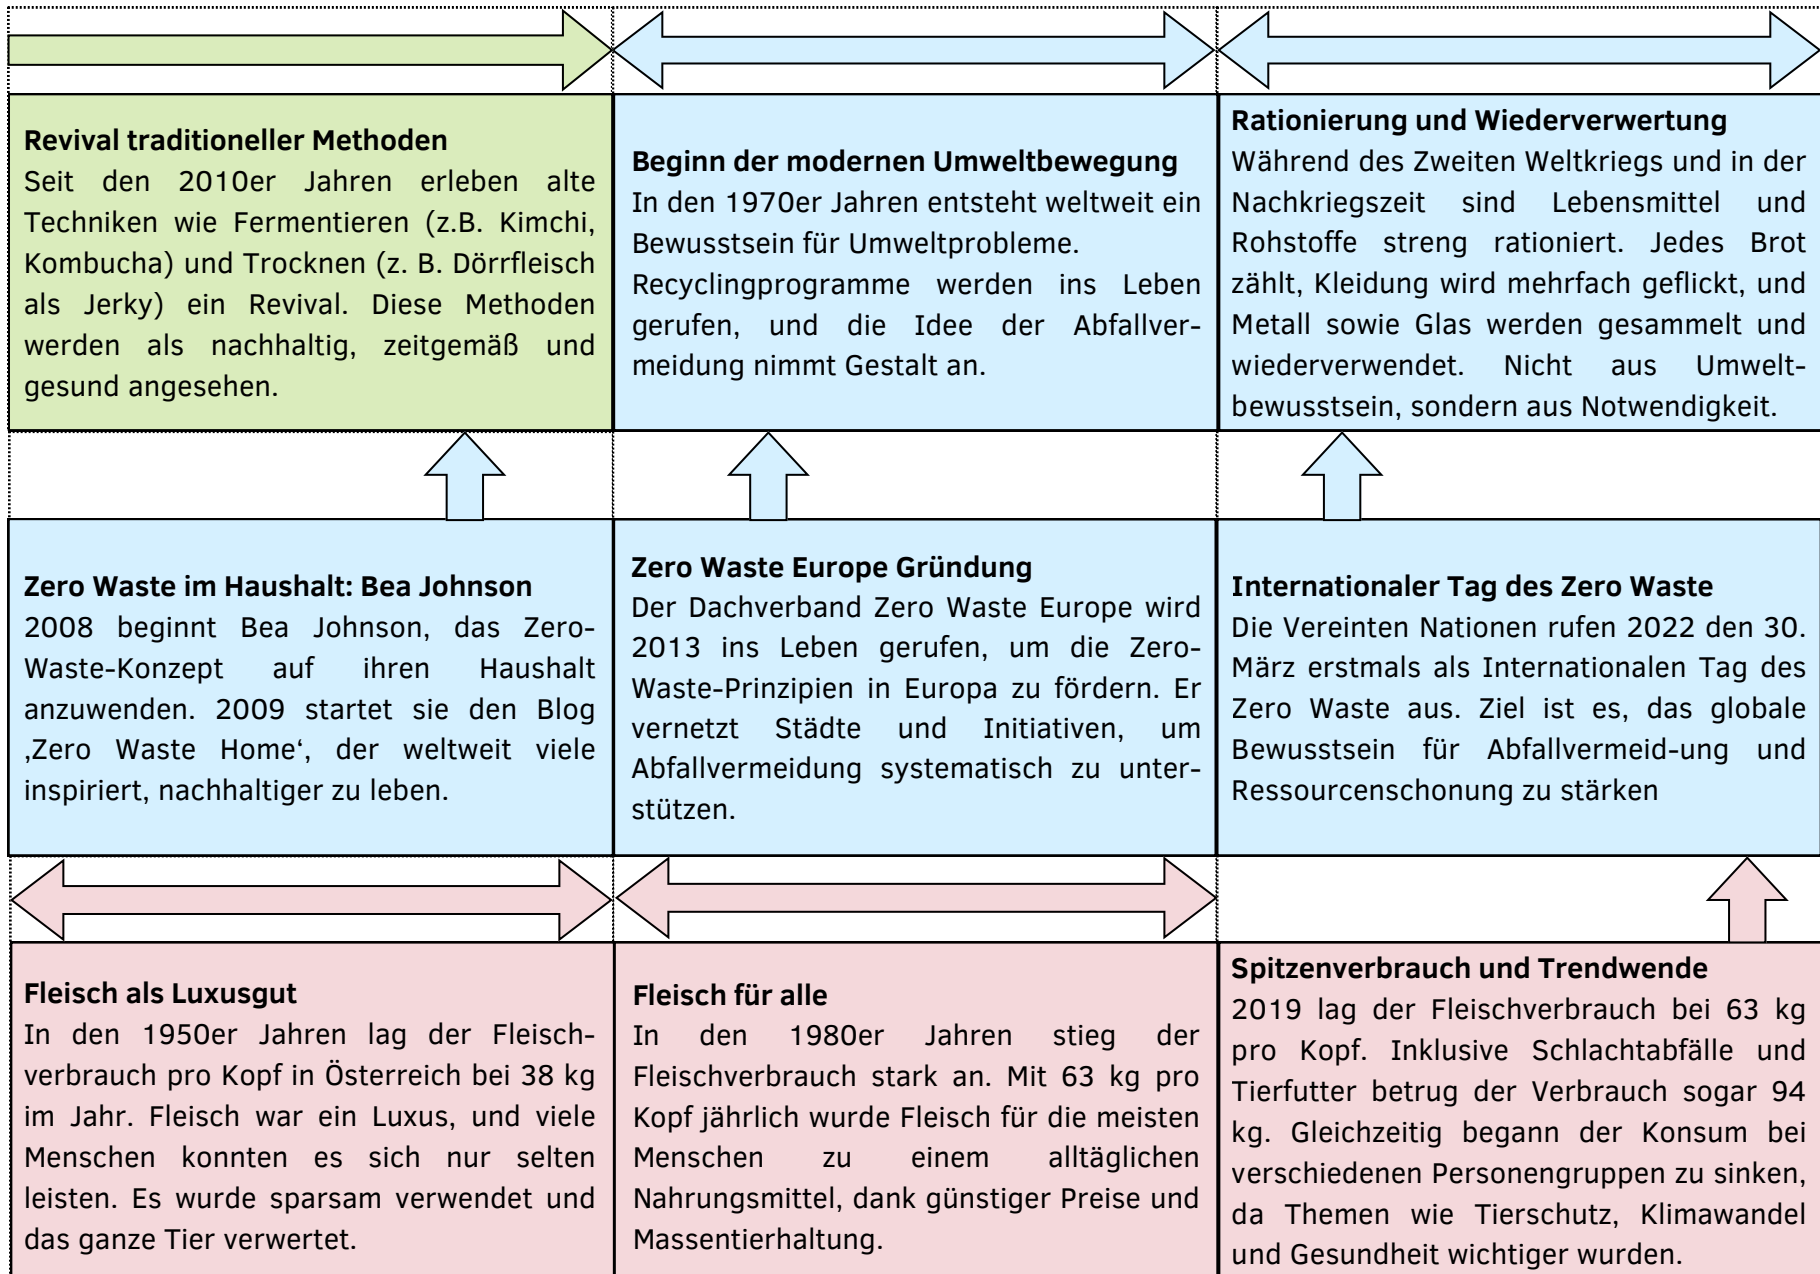 Revival traditioneller Methoden
Seit den 2010er Jahren erleben alte
Techniken wie Fermentieren (z.B. Kimchi,
Kombucha) und Trocknen (z. B. Dörrfleisch
als Jerky) ein Revival. Diese Methoden
werden als nachhaltig, zeitgemäß und
gesund angesehen.
Beginn der modernen Umweltbewegung
In den 1970er Jahren entsteht weltweit ein
Bewusstsein für Umweltprobleme.
Recyclingprogramme werden ins Leben
gerufen, und die Idee der Abfallver-
meidung nimmt Gestalt an.
Rationierung und Wiederverwertung
Während des Zweiten Weltkriegs und in der
Nachkriegszeit sind Lebensmittel und
Rohstoffe streng rationiert. Jedes Brot
zählt, Kleidung wird mehrfach geflickt, und
Metall sowie Glas werden gesammelt und
wiederverwendet. Nicht aus Umwelt-
bewusstsein, sondern aus Notwendigkeit.
Zero Waste im Haushalt: Bea Johnson
2008 beginnt Bea Johnson, das Zero-
Waste-Konzept auf ihren Haushalt
anzuwenden. 2009 startet sie den Blog
‚Zero Waste Home‘, der weltweit viele
inspiriert, nachhaltiger zu leben.
Zero Waste Europe Gründung
Der Dachverband Zero Waste Europe wird
2013 ins Leben gerufen, um die Zero-
Waste-Prinzipien in Europa zu fördern. Er
vernetzt Städte und Initiativen, um
Abfallvermeidung systematisch zu unter-
stützen.
Internationaler Tag des Zero Waste
Die Vereinten Nationen rufen 2022 den 30.
März erstmals als Internationalen Tag des
Zero Waste aus. Ziel ist es, das globale
Bewusstsein für Abfallvermeid-ung und
Ressourcenschonung zu stärken
Fleisch als Luxusgut
In den 1950er Jahren lag der Fleisch-
verbrauch pro Kopf in Österreich bei 38 kg
im Jahr. Fleisch war ein Luxus, und viele
Menschen konnten es sich nur selten
leisten. Es wurde sparsam verwendet und
das ganze Tier verwertet.
Fleisch für alle
In den 1980er Jahren stieg der
Fleischverbrauch stark an. Mit 63 kg pro
Kopf jährlich wurde Fleisch für die meisten
Menschen zu einem alltäglichen
Nahrungsmittel, dank günstiger Preise und
Massentierhaltung.
Spitzenverbrauch und Trendwende
2019 lag der Fleischverbrauch bei 63 kg
pro Kopf. Inklusive Schlachtabfälle und
Tierfutter betrug der Verbrauch sogar 94
kg. Gleichzeitig begann der Konsum bei
verschiedenen Personengruppen zu sinken,
da Themen wie Tierschutz, Klimawandel
und Gesundheit wichtiger wurden.